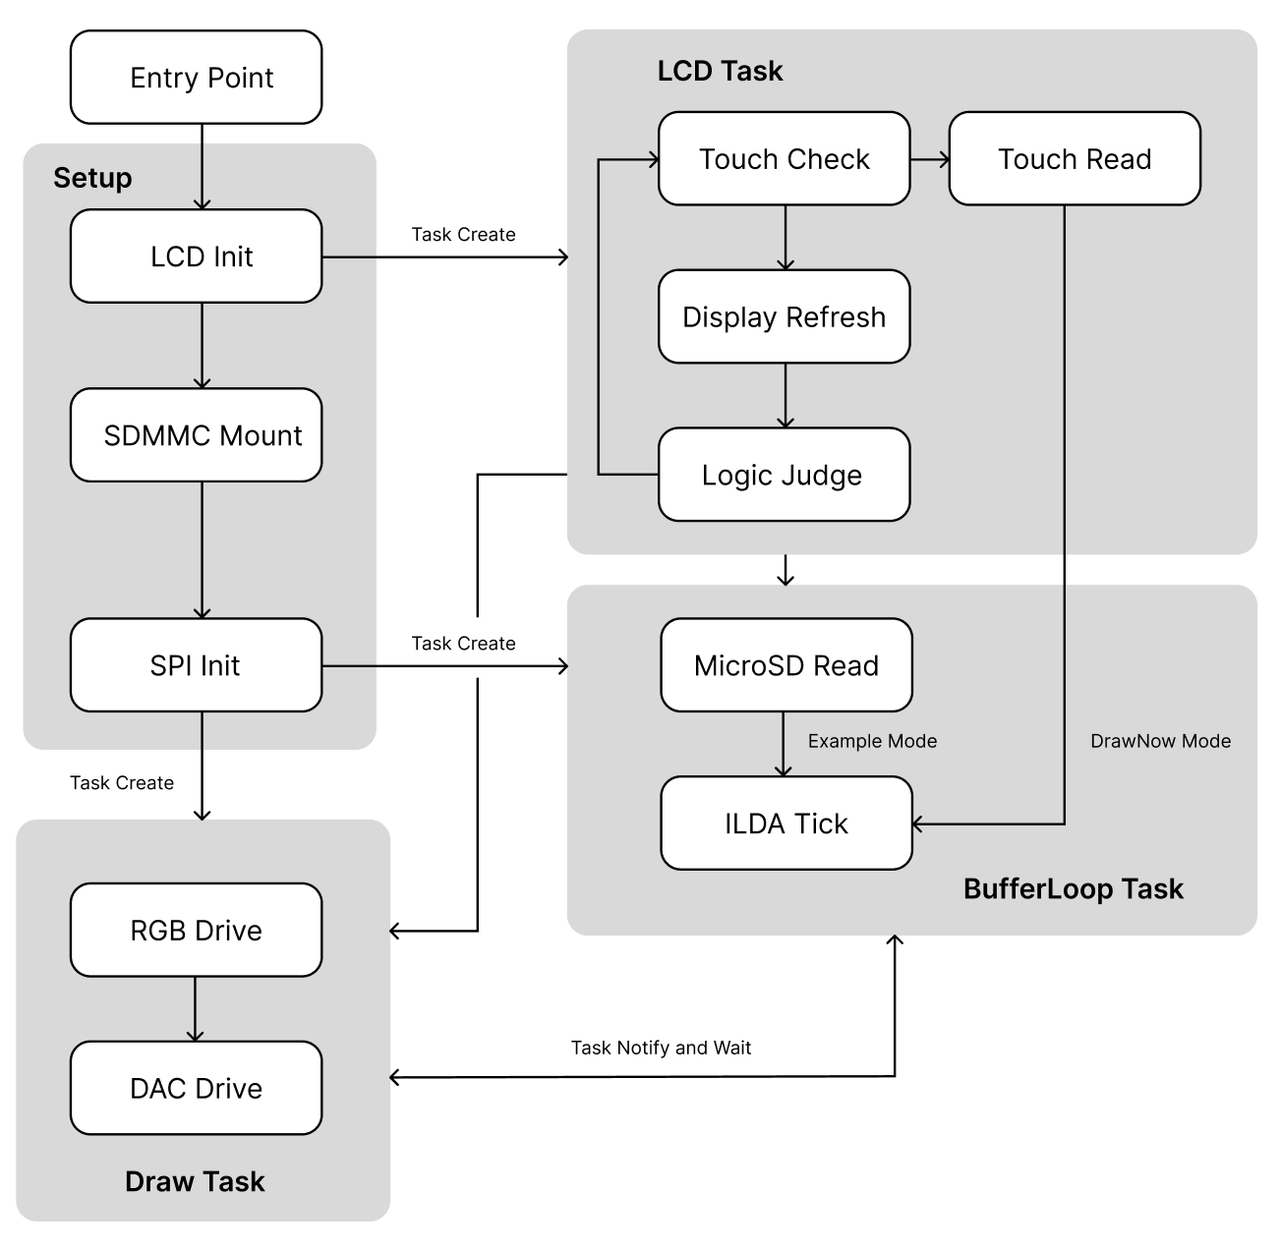 Entry Point
Setup
LCD Init
SDMMC Mount
SPI Init
Task Create
LCD Task
Touch Check
Touch Read
Display Refresh
Logic Judge
Task Create
MicroSD Read
Example Mode
DrawNow Mode
ILDA Tick
BufferLoop Task
Task Create
RGB Drive
DAC Drive
Draw Task
Task Notify and Wait